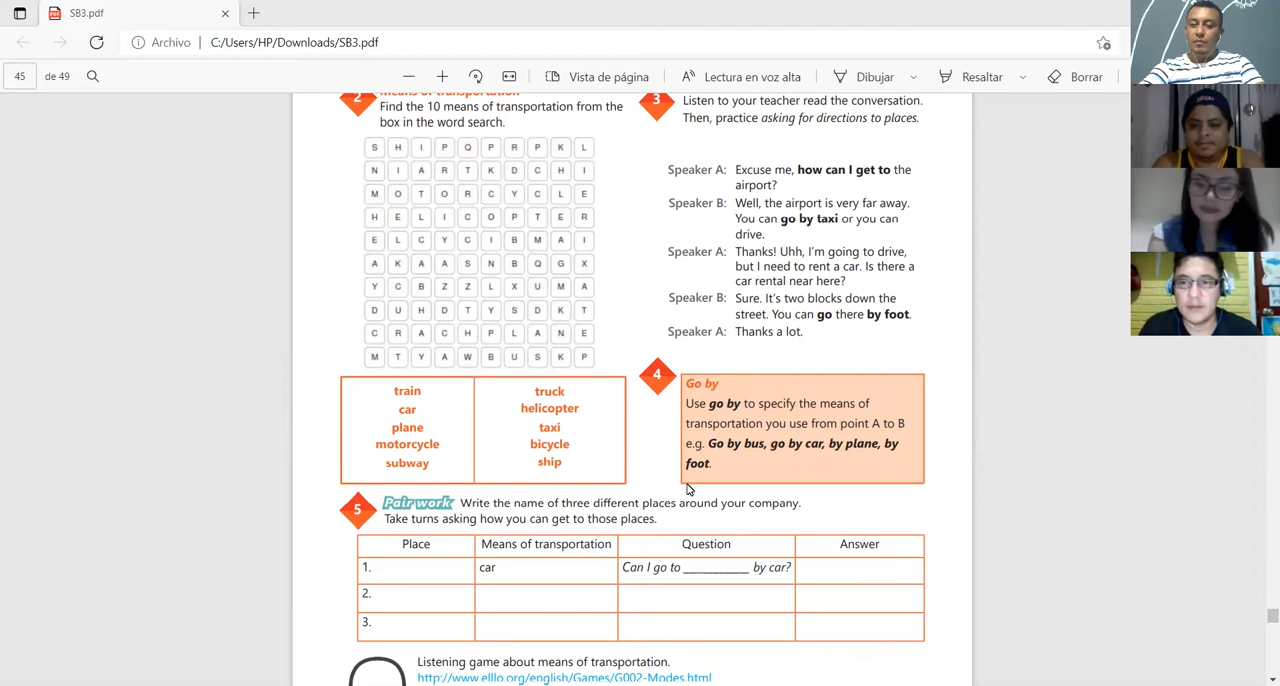 SB3.pdf
Archivo
C:/Users/HP/Downloads/SB3.pdf
45
de 49
Vista de página
Lectura en voz alta
Dibujar
Resaltar
Borrar
2
Means of transportation
Find the 10 means of transportation from the
box in the word search.
S H I P Q P R P K L
N I A R T K D C H I
M O T O R C Y C L E
H E L I C O P T E R
E L C Y C I B M A I
A K A A S N B Q G X
Y C B Z Z L X U M A
D U H D T Y S D K T
C R A C H P L A N E
M T Y A W B U S K P
train
car
plane
motorcycle
subway
truck
helicopter
taxi
bicycle
ship
3
Listen to your teacher read the conversation.
Then, practice asking for directions to places.
Speaker A: Excuse me, how can I get to the
airport?
Speaker B: Well, the airport is very far away.
You can go by taxi or you can
drive.
Speaker A: Thanks! Uhh, I'm going to drive,
but I need to rent a car. Is there a
car rental near here?
Speaker B: Sure. It's two blocks down the
street. You can go there by foot.
Speaker A: Thanks a lot.
4
Go by
Use go by to specify the means of
transportation you use from point A to B
e.g. Go by bus, go by car, by plane, by
foot.
5
Pair work Write the name of three different places around your company.
Take turns asking how you can get to those places.
Place Means of transportation Question Answer
1. car Can I go to __________ by car?
2.
3.
Listening game about means of transportation.
http://www.elllo.org/english/Games/G002-Modes.html